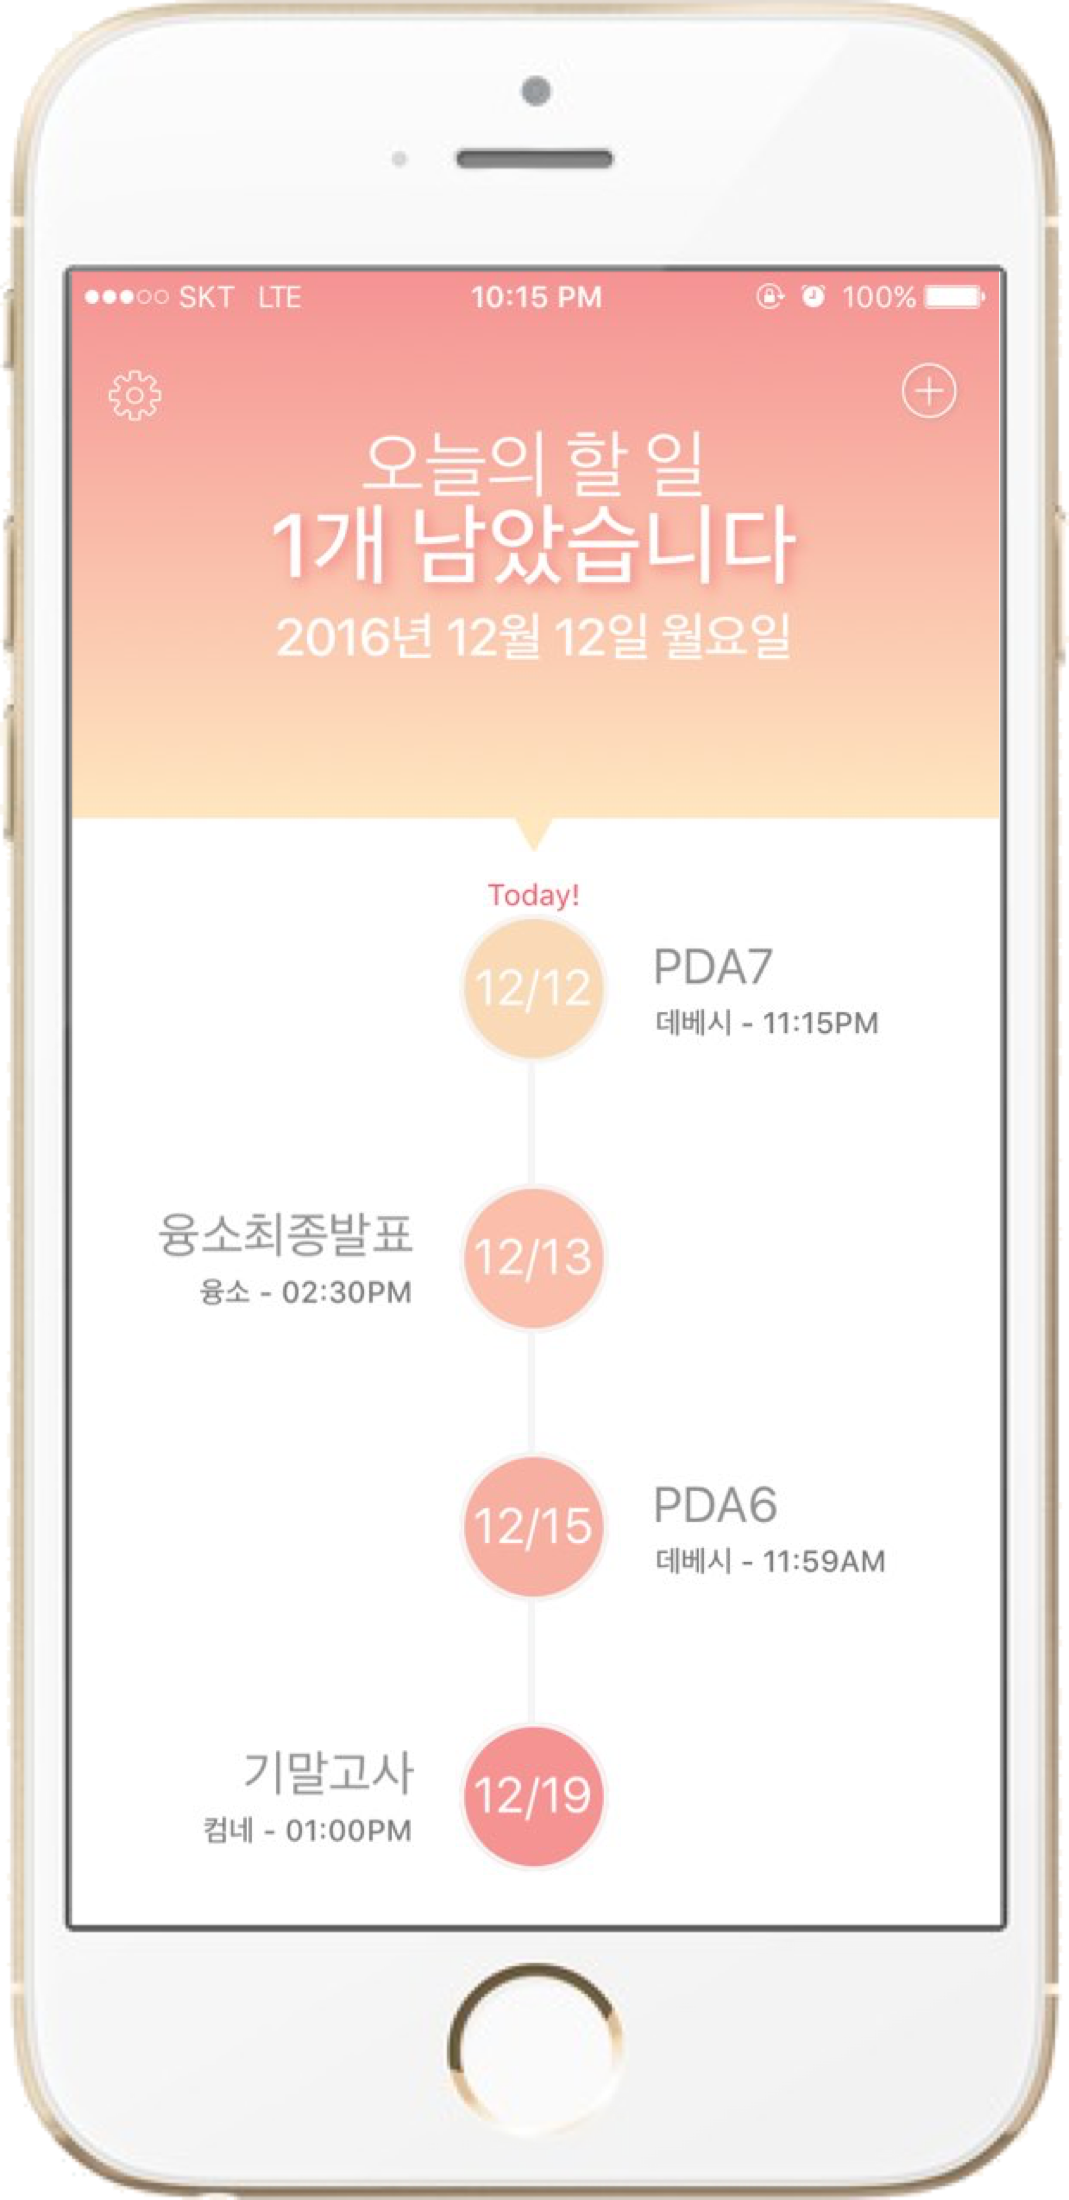 SKT LTE 10:15 PM 100%
오늘의 할 일
1개 남았습니다
2016년 12월 12일 월요일
Today!
12/12
PDA7
데베시 - 11:15PM
융소최종발표
융소 - 02:30PM
12/13
12/15
PDA6
데베시 - 11:59AM
기말고사
컴네 - 01:00PM
12/19